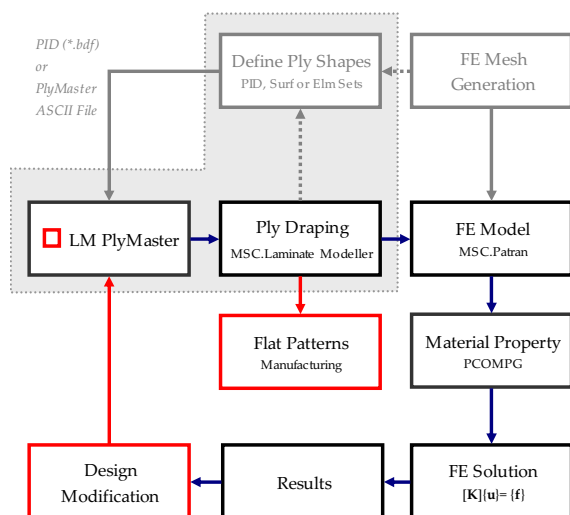 PID (*.bdf)
or
PlyMaster
ASCII File
Define Ply Shapes
PID, Surf or Elm Sets
FE Mesh
Generation
LM PlyMaster
Ply Draping
MSC.Laminate Modeller
FE Model
MSC.Patran
Flat Patterns
Manufacturing
Material Property
PCOMPG
Design
Modification
Results
FE Solution
[K]{u}= {f}